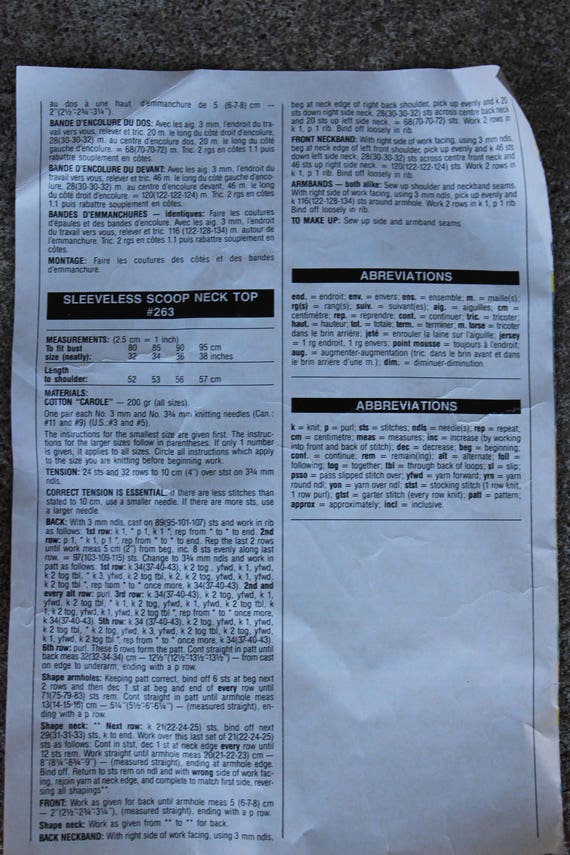 au dos à une haut. d'emmanchure de 5 (6-7-8) cm —
2"(2½-2¾-3¼").
BANDE D'ENCOLURE DU DOS: Avec les aig. 3 mm, l'endroit du tra-
vail vers vous, relever et tric. 20 m. le long du côté droit d'encolure,
28(30-30-32) m. au centre d'encolure dos, 20 m. le long du côté
gauche d'encolure. = 68(70-70-72) m. Tric. 2 rgs en côtes 1.1 puis
rabattre souplement en côtes.
BANDE D'ENCOLURE DU DEVANT: Avec les aig. 3 mm, l'endroit du
travail vers vous, relever et tric. 46 m. le long du côté gauche d'enco-
lure, 28(30-30-32) m. au centre d'encolure devant, 46 m. le long
du côté droit d'encolure = 120(122-122-124) m. Tric. 2 rgs en côtes
1.1 puis rabattre souplement en côtes.
BANDES D'EMMANCHURES — identiques: Faire les coutures
d'épaules et des bandes d'encolure. Avec les aig. 3 mm, l'endroit
du travail vers vous, relever et tric. 116 (122-128-134) m. autour de
l'emmanchure. Tric. 2 rgs en côtes 1.1 puis rabattre souplement en
côtes.
MONTAGE: Faire les coutures des côtés et des bandes
d'emmanchure.
SLEEVELESS SCOOP NECK TOP
#263
MEASUREMENTS: (2.5 cm = 1 inch)
To fit bust 80 85 90 95 cm
size (neatly): 32 34 36 38 inches
Length
to shoulder: 52 53 56 57 cm
MATERIALS:
COTTON "CAROLE" — 200 gr (all sizes).
One pair each No. 3 mm and No. 3¾ mm knitting needles (Can.:
#11 and #9) (U.S.:#3 and #5).
The instructions for the smallest size are given first. The instruc-
tions for the larger sizes follow in parentheses. If only 1 number
is given, it applies to all sizes. Circle all instructions which apply
to the size you are knitting before beginning work.
TENSION: 24 sts and 32 rows to 10 cm (4") over stst on 3¾ mm
ndls.
CORRECT TENSION IS ESSENTIAL, if there are less stitches than
stated to 10 cm, use a smaller needle. If there are more sts, use
a larger needle.
BACK: With 3 mm ndls, cast on 89(95-101-107) sts and work in rib
as follows: 1st row: k 1, * p 1, k 1 *, rep from * to * to end. 2nd
row: p 1, * k 1, p 1 *, rep from * to * to end. Rep the last 2 rows
until work meas 5 cm (2") from beg, inc. 8 sts evenly along last
row. = 97(103-109-115) sts. Change to 3¾ mm ndls and work in
patt as follows: 1st row: k 34(37-40-43), k 2 tog., yfwd, k 1, yfwd,
k 2 tog tbl, * k 3, yfwd, k 2 tog tbl, k 2, k 2 tog, yfwd, k 1, yfwd,
k 2 tog tbl *, rep from * to * once more, k 34(37-40-43). 2nd and
every alt row: purl. 3rd row: k 34(37-40-43), k 2 tog, yfwd, k 1,
yfwd, k 2 tog tbl, * k 1, k 2 tog, yfwd, k 1, yfwd, k 2 tog tbl, k
1, k 2 tog, yfwd, k 1, yfwd, k 2 tog tbl *, rep from * to * once more,
k 34(37-40-43). 5th row: k 34 (37-40-43), k 2 tog, yfwd, k 1, yfwd,
k 2 tog tbl, * k 2 tog, yfwd, k 3, yfwd, k 2 tog tbl, k 2 tog,
yfwd, k 1, yfwd, k 2 tog tbl *, rep from * to * once more, k 34(37-40-43).
6th row: purl. These 6 rows form the patt. Cont straight in patt until
back meas 32(32-34-34) cm — 12½"(12½"-13½"-13½") — from cast
on edge to underarm; ending with a p row.
Shape armholes: Keeping patt correct, bind off 6 sts at beg next
2 rows and then dec 1 st at beg and end of every row until
71(75-79-83) sts rem. Cont straight in patt until armhole meas
13(14-15-16) cm — 5¼"(5½-6"-6¼") — (measured straight), en-
ding with a p row.
Shape neck: ** Next row: k 21(22-24-25) sts, bind off next
29(31-31-33) sts, k to end. Work over this last set of 21(22-24-25)
sts as follows: Cont in stst, dec 1 st at neck edge every row until
12 sts rem. Work straight until armhole meas 20(21-22-23) cm —
8"(8¼"-8¾"-9") — (measured straight), ending at armhole edge.
Bind off. Return to sts rem on ndl and with wrong side of work fac-
ing, rejoin yarn at neck edge, and complete to match first side, rever-
sing all shapings**.
FRONT: Work as given for back until armhole meas 5 (6-7-8) cm
— 2"(2½"-2¾"-3¼"), (measured straight), ending with a p row.
Shape neck: Work as given from ** to ** for back.
BACK NECKBAND: With right side of work facing, using 3 mm ndls.
beg at neck edge of right back shoulder, pick up evenly and k 20
sts down right side neck, 28(30-30-32) sts across centre back neck
and 20 sts up left side neck. = 68(70-70-72) sts. Work 2 rows in
k 1, p 1 rib. Bind off loosely in rib.
FRONT NECKBAND: With right side of work facing, using 3 mm ndls,
beg at neck edge of left front shoulder, pick up evenly and k 46 sts
down left side neck, 28(30-30-32) sts across centre front neck and
46 sts up right side neck. = 120(122-122-124) sts. Work 2 rows in
k 1, p 1 rib. Bind off loosely in rib.
ARMBANDS — both alike: Sew up shoulder and neckband seams.
With right side of work facing, using 3 mm ndls, pick up evenly and
k 116(122-128-134) sts round armhole. Work 2 rows in k 1, p 1 rib.
Bind off loosely in rib.
TO MAKE UP: Sew up side and armband seams.
ABREVIATIONS
end. = endroit; env. = envers; ens. = ensemble; m. = maille(s);
rg(s) = rang(s); suiv. = suivant(es); aig. = aiguilles; cm =
centimètre; rep. = reprendre; cont. = continuer; tric. = tricoter;
haut. = hauteur; tot. = totale; term. = terminer; m. torse = tricoter
dans le brin arrière; jeté = enrouler la laine sur l'aiguille; jersey
= 1 rg endroit, 1 rg envers; point mousse = toujours à l'endroit;
aug. = augmenter-augmentation (tric. dans le brin avant et dans
le brin arrière d'une m.); dim. = diminuer-diminution.
ABBREVIATIONS
k = knit; p = purl; sts = stitches; ndls = needle(s); rep = repeat;
cm = centimetre; meas = measures; inc = increase (by working
into front and back of stitch); dec = decrease; beg = beginning;
cont. = continue; rem = remain(ing); alt = alternate; foll =
following; tog = together; tbl = through back of loops; sl = slip;
psso = pass slipped stitch over; yfwd = yarn forward; yrn = yarn
round ndl; yon = yarn over ndl; stst = stocking stitch (1 row knit,
1 row purl); gtst = garter stitch (every row knit); patt = pattern;
approx = approximately; incl = inclusive.